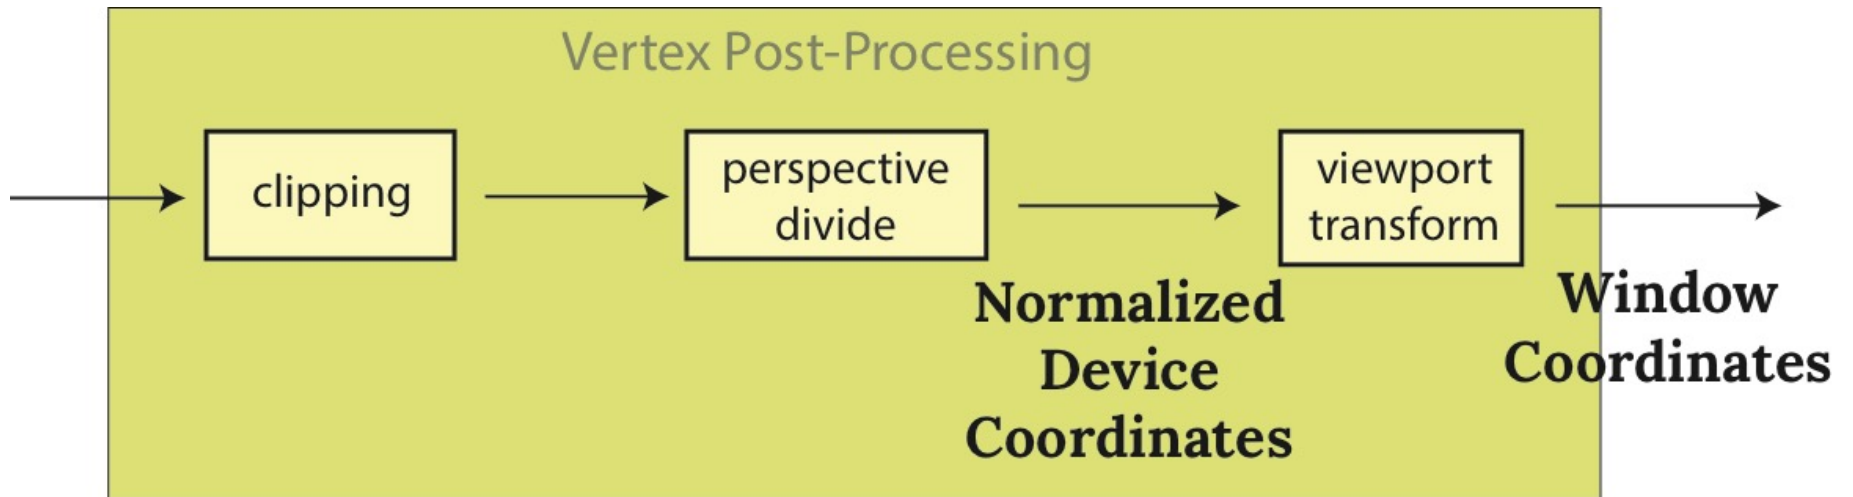 Vertex Post-Processing
clipping
perspective
divide
viewport
transform
Normalized
Device
Coordinates
Window
Coordinates